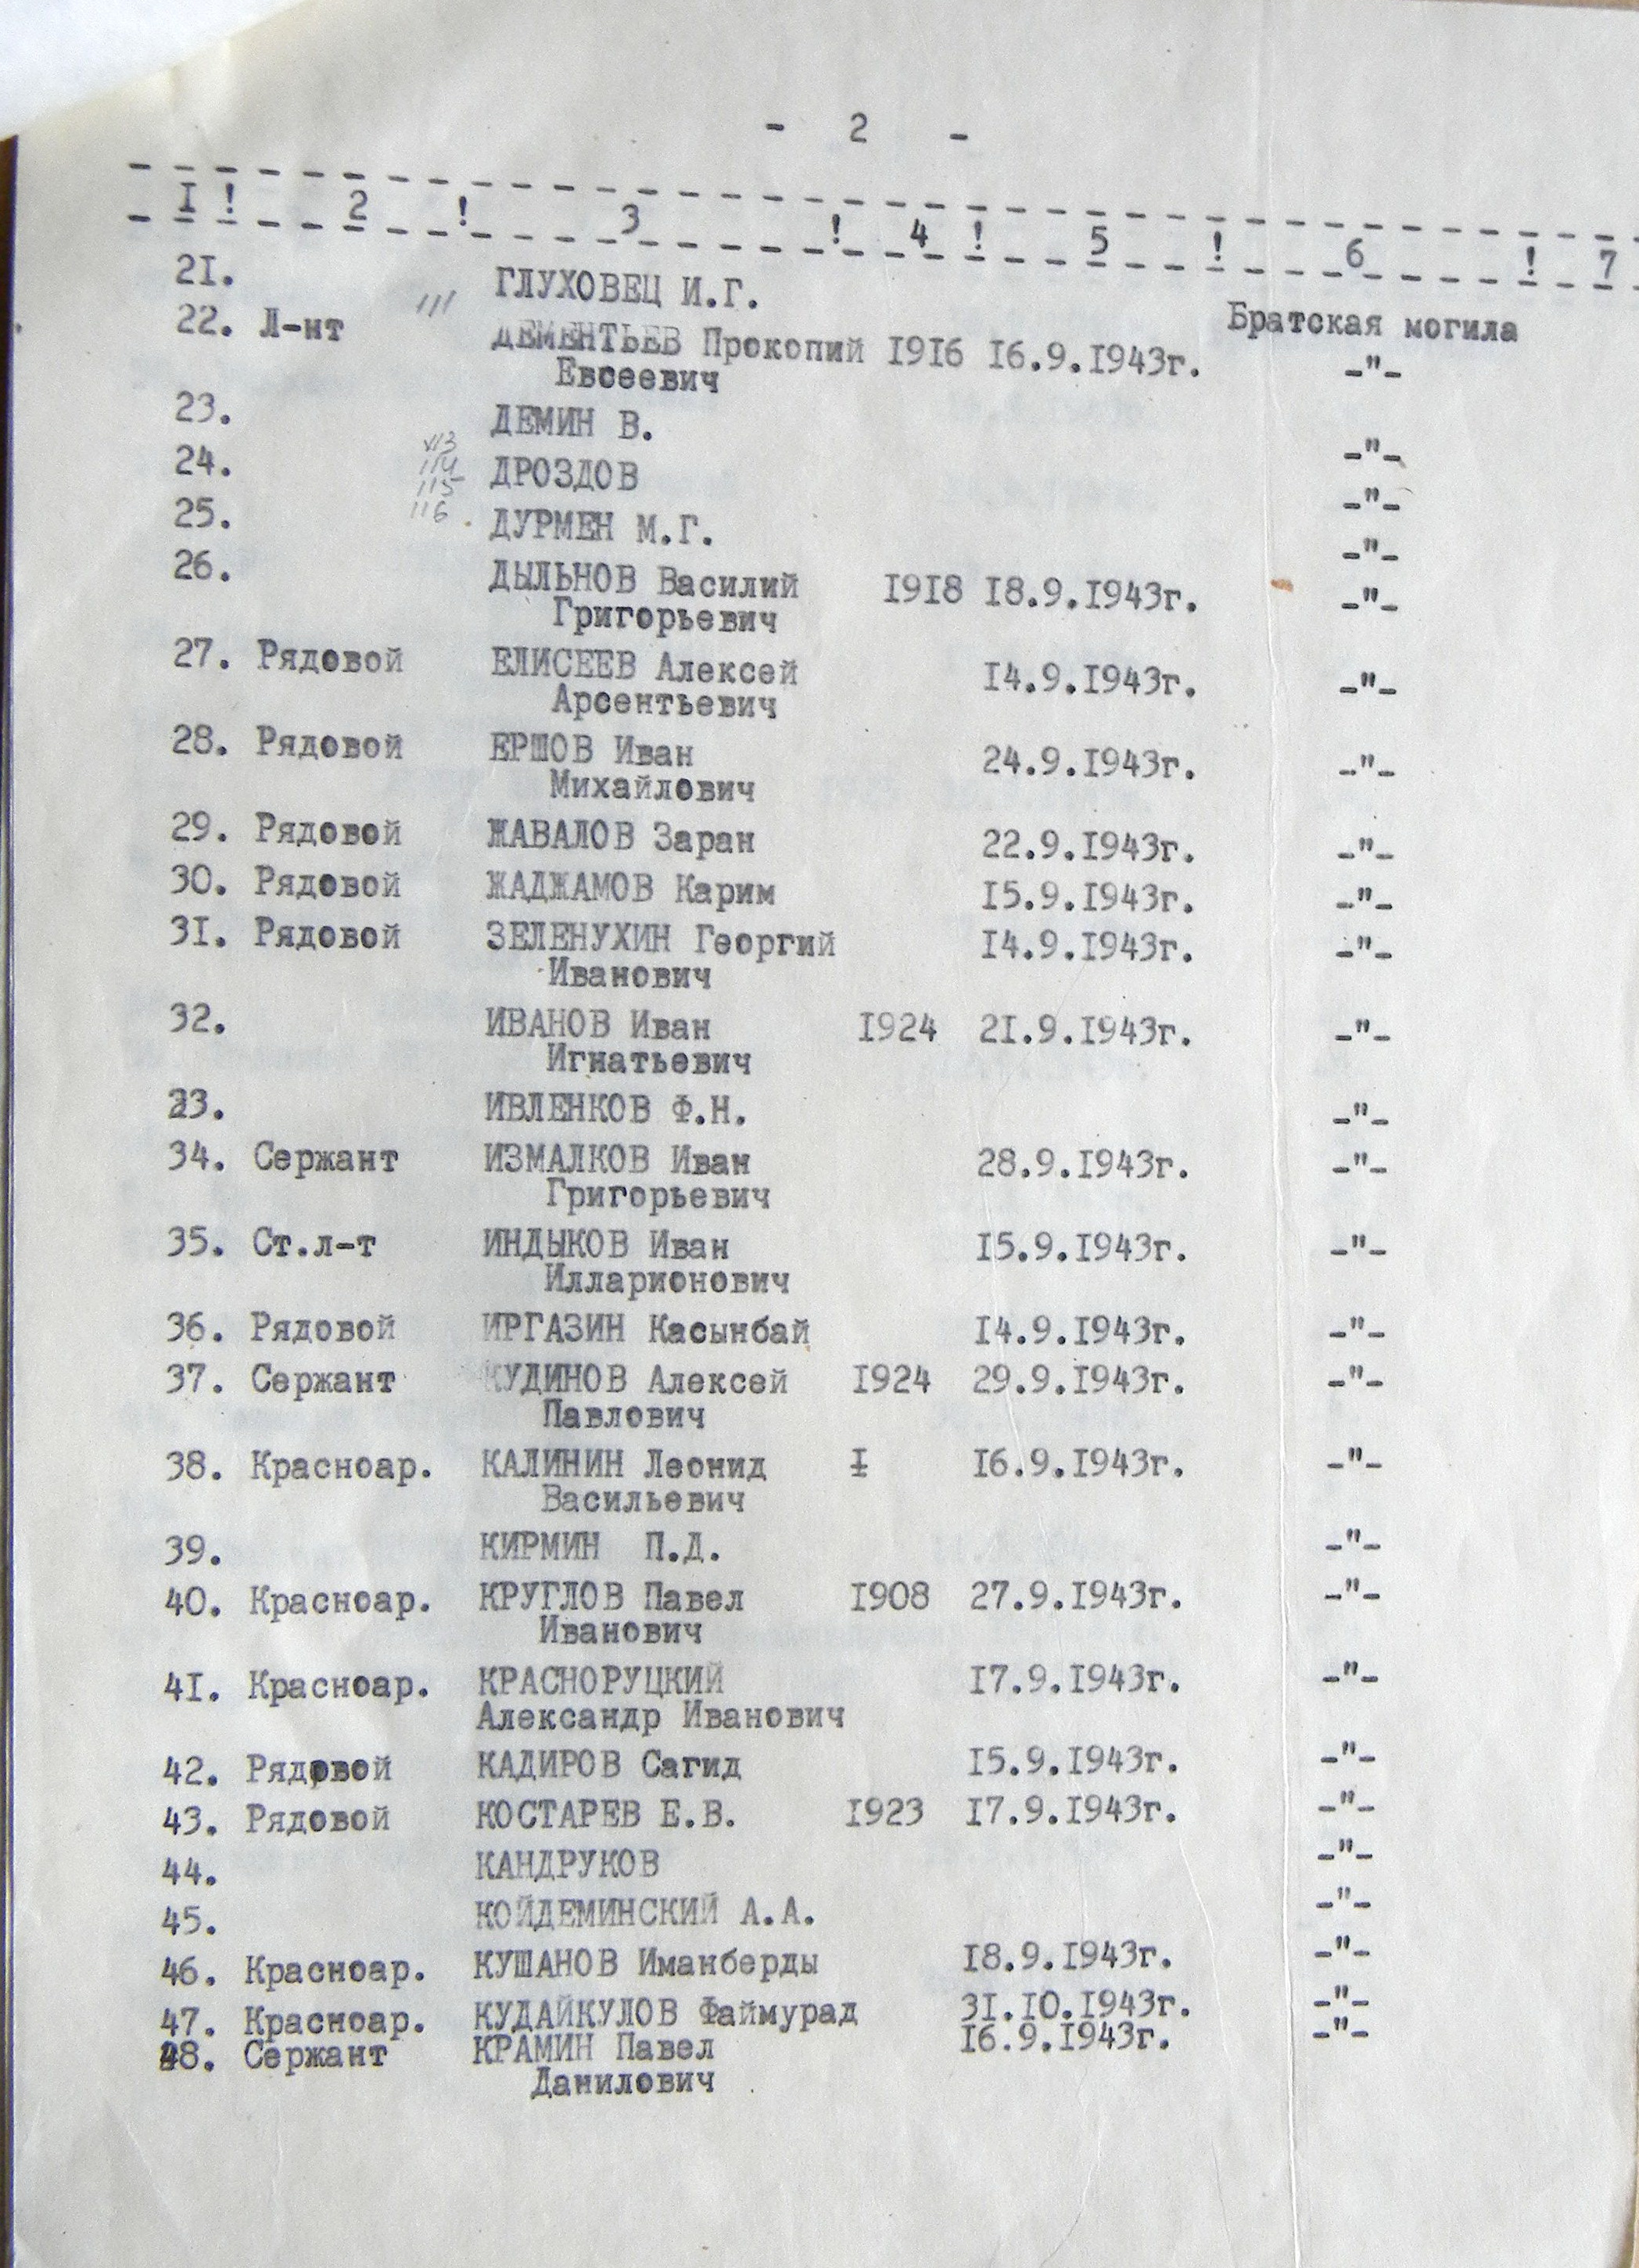 - 2 -
I ! 2 ! 3 ! 4 ! 5 ! 6 ! 7
21. ГЛУХОВЕЦ И.Г. Братская могила
111
22. Л-нт ДЕМЕНТЬЕВ Прокопий 1916 16.9.1943г. -"-
Евсеевич
23. ДЕМИН В. -"-
113
24. ДРОЗДОВ -"-
114
115
25. ДУРМЕН М.Г. -"-
116
26. ДЫЛЬНОВ Василий 1918 18.9.1943г. -"-
Григорьевич
27. Рядовой ЕЛИСЕЕВ Алексей 14.9.1943г. -"-
Арсентьевич
28. Рядовой ЕРШОВ Иван 24.9.1943г. -"-
Михайлович
29. Рядовой ЖАВАЛОВ Заран 22.9.1943г. -"-
30. Рядовой ЖАДЖАМОВ Карим 15.9.1943г. -"-
31. Рядовой ЗЕЛЕНУХИН Георгий 14.9.1943г. -"-
Иванович
32. ИВАНОВ Иван 1924 21.9.1943г. -"-
Игнатьевич
33. ИВЛЕНКОВ Ф.Н. -"-
34. Сержант ИЗМАЛКОВ Иван 28.9.1943г. -"-
Григорьевич
35. Ст.л-т ИНДЫКОВ Иван 15.9.1943г. -"-
Илларионович
36. Рядовой ИРГАЗИН Касынбай 14.9.1943г. -"-
37. Сержант КУДИНОВ Алексей 1924 29.9.1943г. -"-
Павлович
38. Красноар. КАЛИНИН Леонид I 16.9.1943г. -"-
Васильевич
39. КИРМИН П.Д. -"-
40. Красноар. КРУГЛОВ Павел 1908 27.9.1943г. -"-
Иванович
41. Красноар. КРАСНОРУЦКИЙ 17.9.1943г. -"-
Александр Иванович
42. Рядовой КАДИРОВ Сагид 15.9.1943г. -"-
43. Рядовой КОСТАРЕВ Е.В. 1923 17.9.1943г. -"-
44. КАНДРУКОВ -"-
45. КОЙДЕМИНСКИЙ А.А. -"-
46. Красноар. КУШАНОВ Иманберды 18.9.1943г. -"-
47. Красноар. КУДАЙКУЛОВ Файмурад 31.10.1943г. -"-
48. Сержант КРАМИН Павел 16.9.1943г. -"-
Данилович